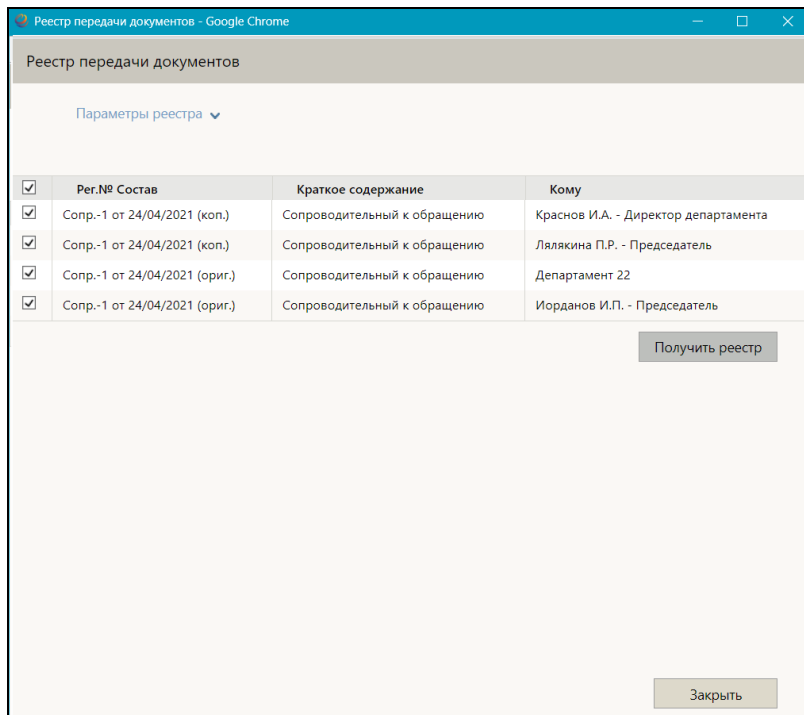 Реестр передачи документов - Google Chrome
Реестр передачи документов
Параметры реестра
Рег.№ Состав Краткое содержание Кому
Сопр.-1 от 24/04/2021 (коп.) Сопроводительный к обращению Краснов И.А. - Директор департамента
Сопр.-1 от 24/04/2021 (коп.) Сопроводительный к обращению Лялякина П.Р. - Председатель
Сопр.-1 от 24/04/2021 (ориг.) Сопроводительный к обращению Департамент 22
Сопр.-1 от 24/04/2021 (ориг.) Сопроводительный к обращению Иорданов И.П. - Председатель
Получить реестр
Закрыть